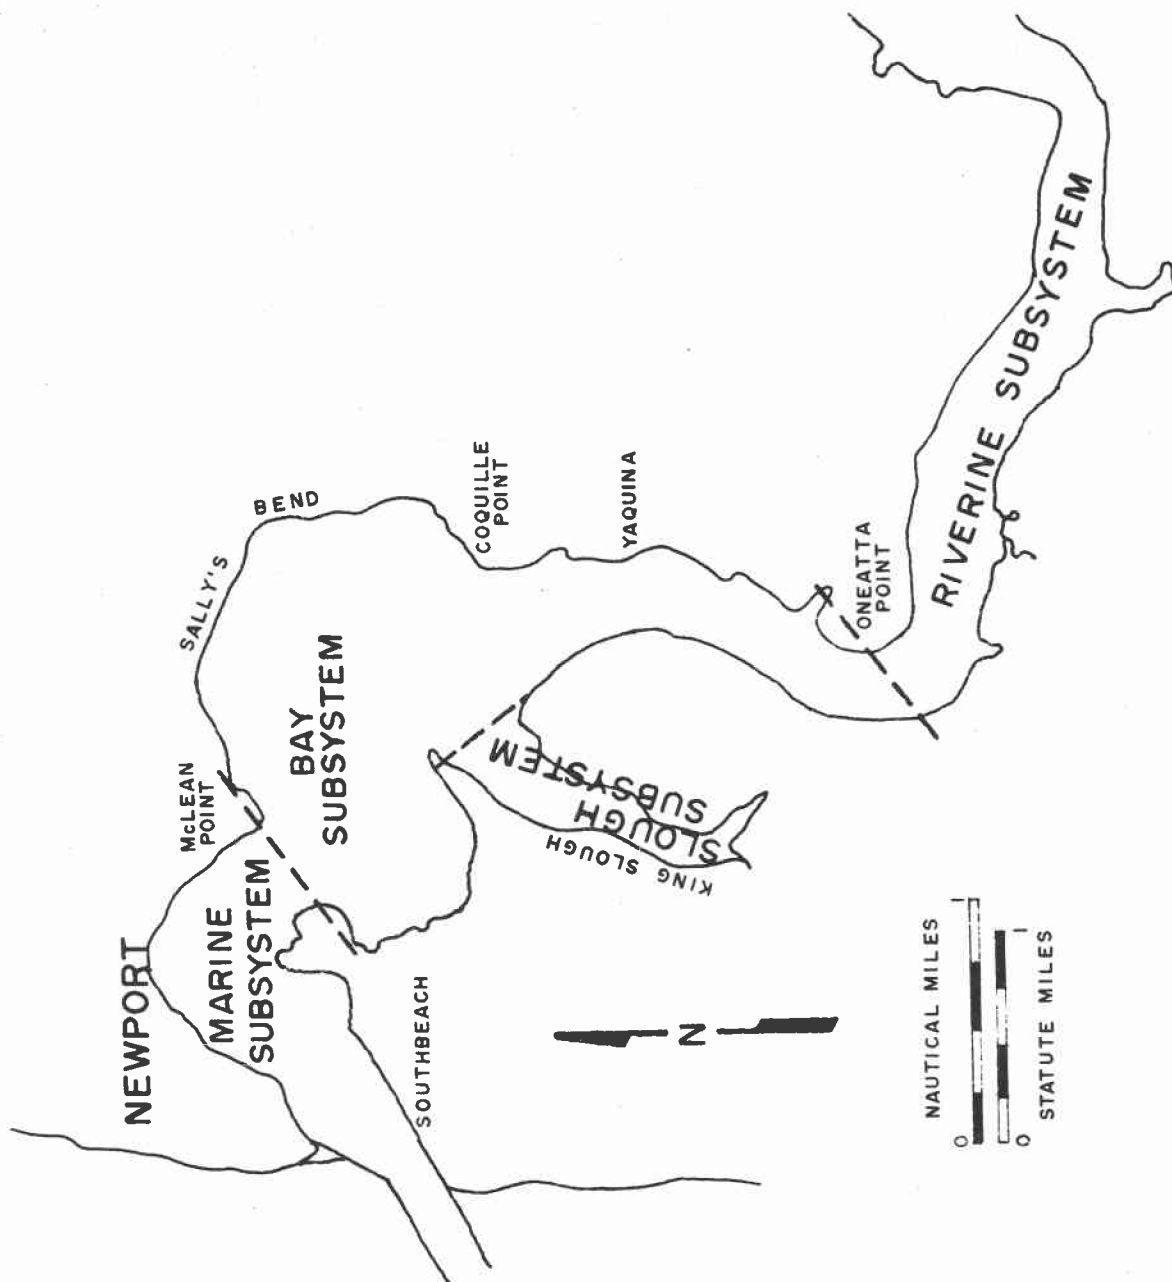 NEWPORT
MARINE
SUBSYSTEM
McLEAN
POINT
SALLY'S
BEND
BAY
SUBSYSTEM
COQUILLE
POINT
YAQUINA
SOUTHBEACH
KING SLOUGH
SLOUGH
SUBSYSTEM
ONEATTA
POINT
RIVERINE SUBSYSTEM
N
NAUTICAL MILES
0 1
0 1
STATUTE MILES